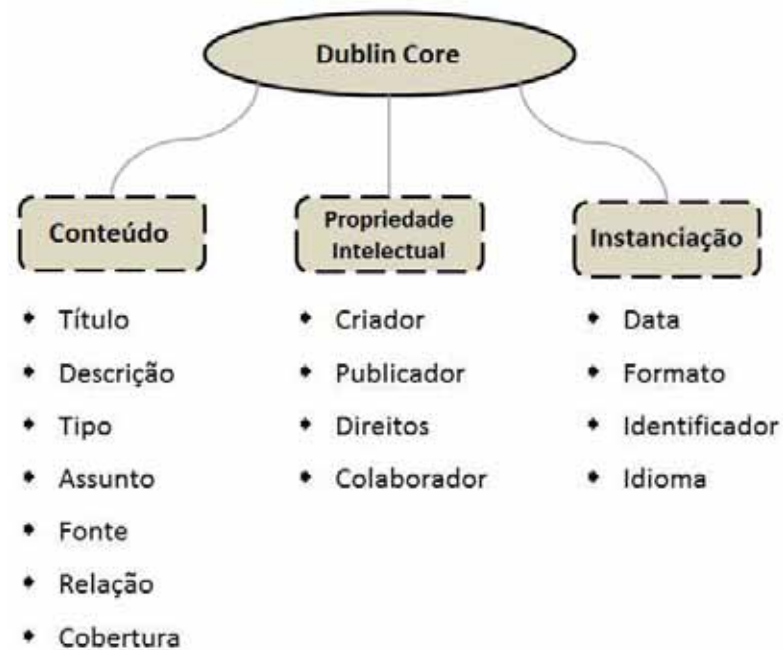 Dublin Core
Conteúdo
Título
Descrição
Tipo
Assunto
Fonte
Relação
Cobertura
Propriedade
Intelectual
Criador
Publicador
Direitos
Colaborador
Instanciação
Data
Formato
Identificador
Idioma